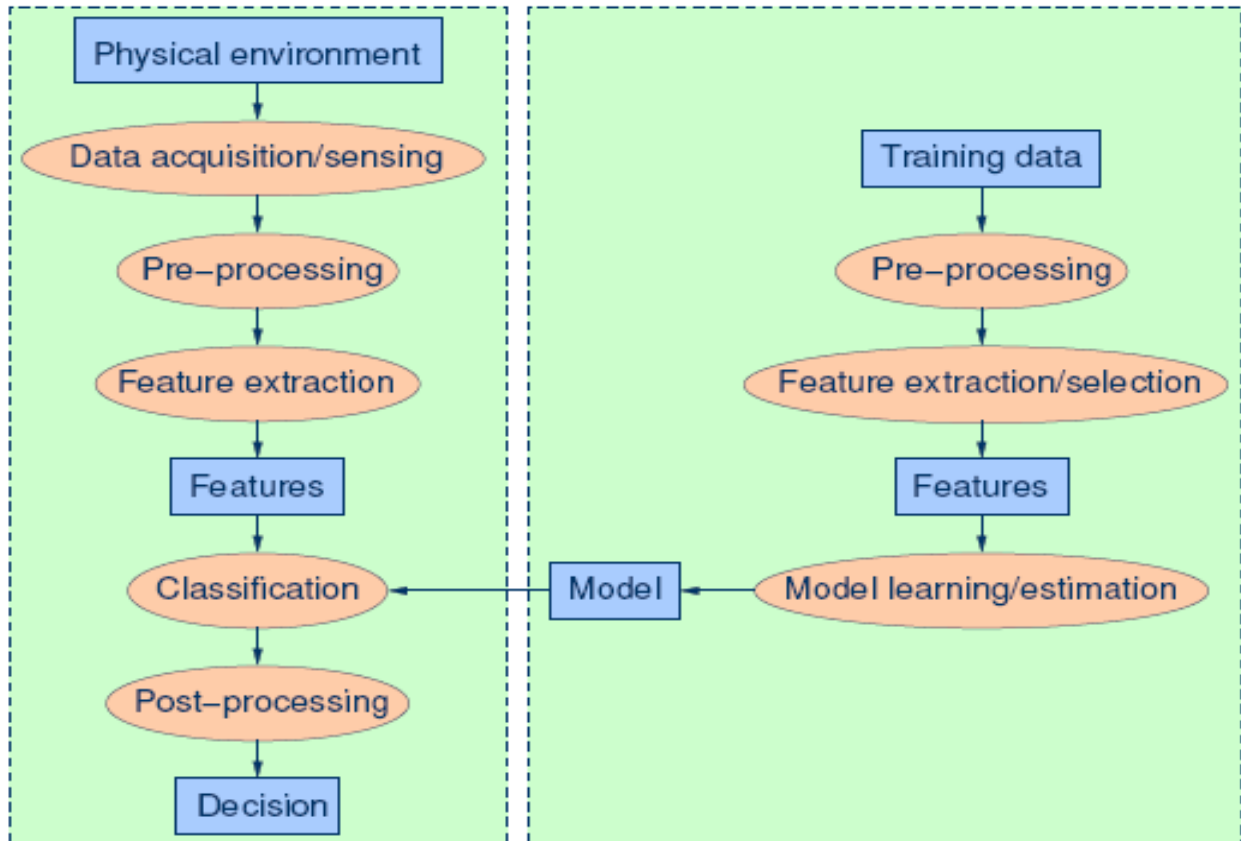 Physical environment
Data acquisition/sensing
Pre−processing
Feature extraction
Features
Classification
Post−processing
Decision
Training data
Pre−processing
Feature extraction/selection
Features
Model learning/estimation
Model